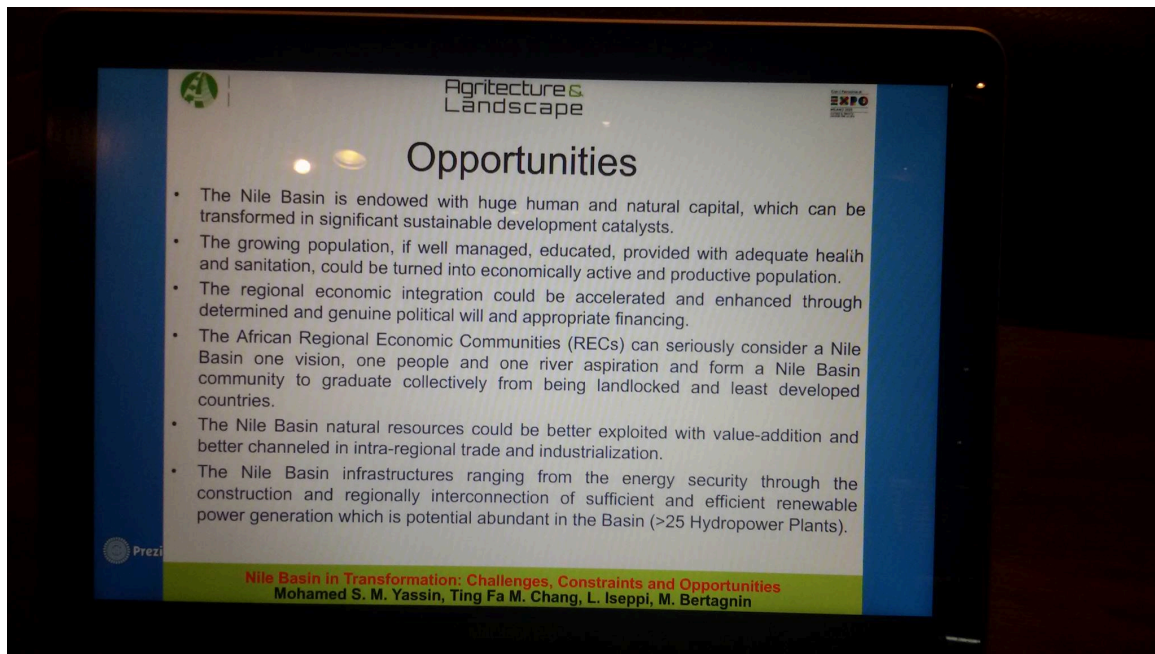 Agritecture &
Landscape
EXPO
Opportunities
• The Nile Basin is endowed with huge human and natural capital, which can be
transformed in significant sustainable development catalysts.
• The growing population, if well managed, educated, provided with adequate health
and sanitation, could be turned into economically active and productive population.
• The regional economic integration could be accelerated and enhanced through
determined and genuine political will and appropriate financing.
• The African Regional Economic Communities (RECs) can seriously consider a Nile
Basin one vision, one people and one river aspiration and form a Nile Basin
community to graduate collectively from being landlocked and least developed
countries.
• The Nile Basin natural resources could be better exploited with value-addition and
better channeled in intra-regional trade and industrialization.
• The Nile Basin infrastructures ranging from the energy security through the
construction and regionally interconnection of sufficient and efficient renewable
power generation which is potential abundant in the Basin (>25 Hydropower Plants).
Prezi
Nile Basin in Transformation: Challenges, Constraints and Opportunities
Mohamed S. M. Yassin, Ting Fa M. Chang, L. Iseppi, M. Bertagnin